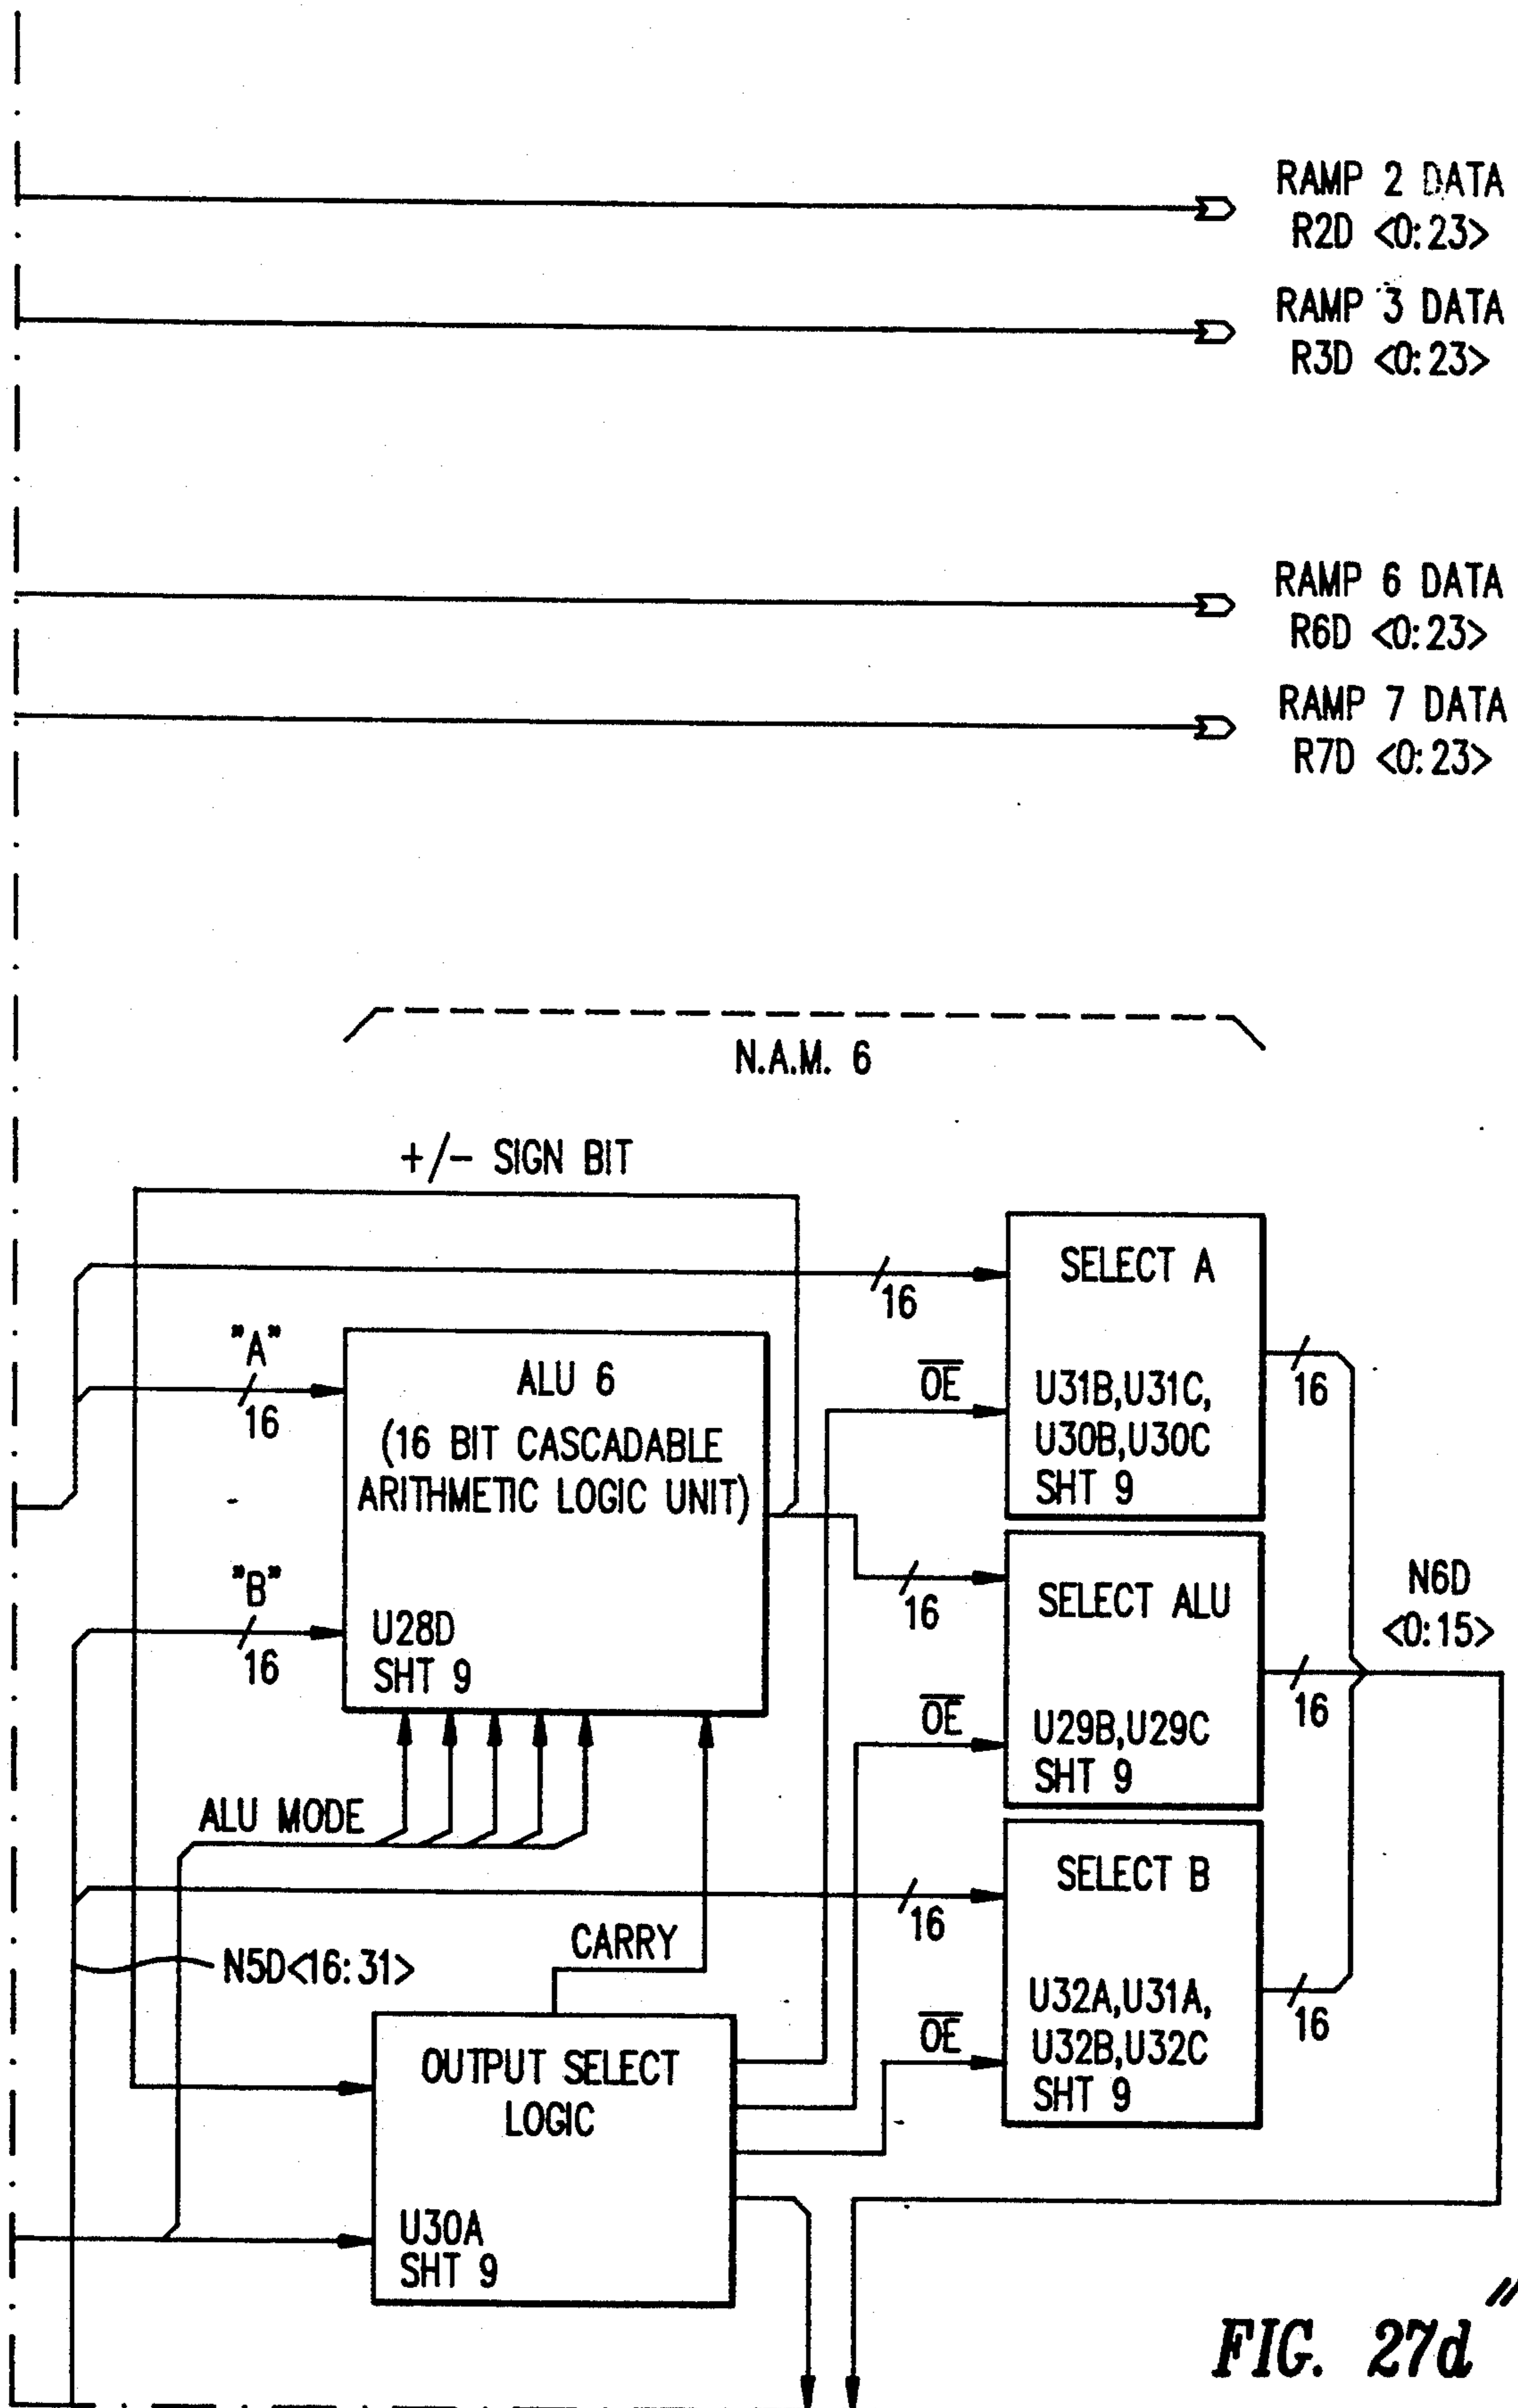 RAMP 2 DATA
R2D <0:23>
RAMP 3 DATA
R3D <0:23>
RAMP 6 DATA
R6D <0:23>
RAMP 7 DATA
R7D <0:23>
N.A.M. 6
+/- SIGN BIT
SELECT A
16
"A"
16
ALU 6
(16 BIT CASCADABLE
ARITHMETIC LOGIC UNIT)
OE
U31B,U31C,
U30B,U30C
SHT 9
16
"B"
16
U28D
SHT 9
16
SELECT ALU
N6D
<0:15>
OE
U29B,U29C
SHT 9
16
ALU MODE
SELECT B
16
CARRY
N5D<16:31>
U32A,U31A,
U32B,U32C
SHT 9
16
OE
OUTPUT SELECT
LOGIC
U30A
SHT 9
FIG. 27d"